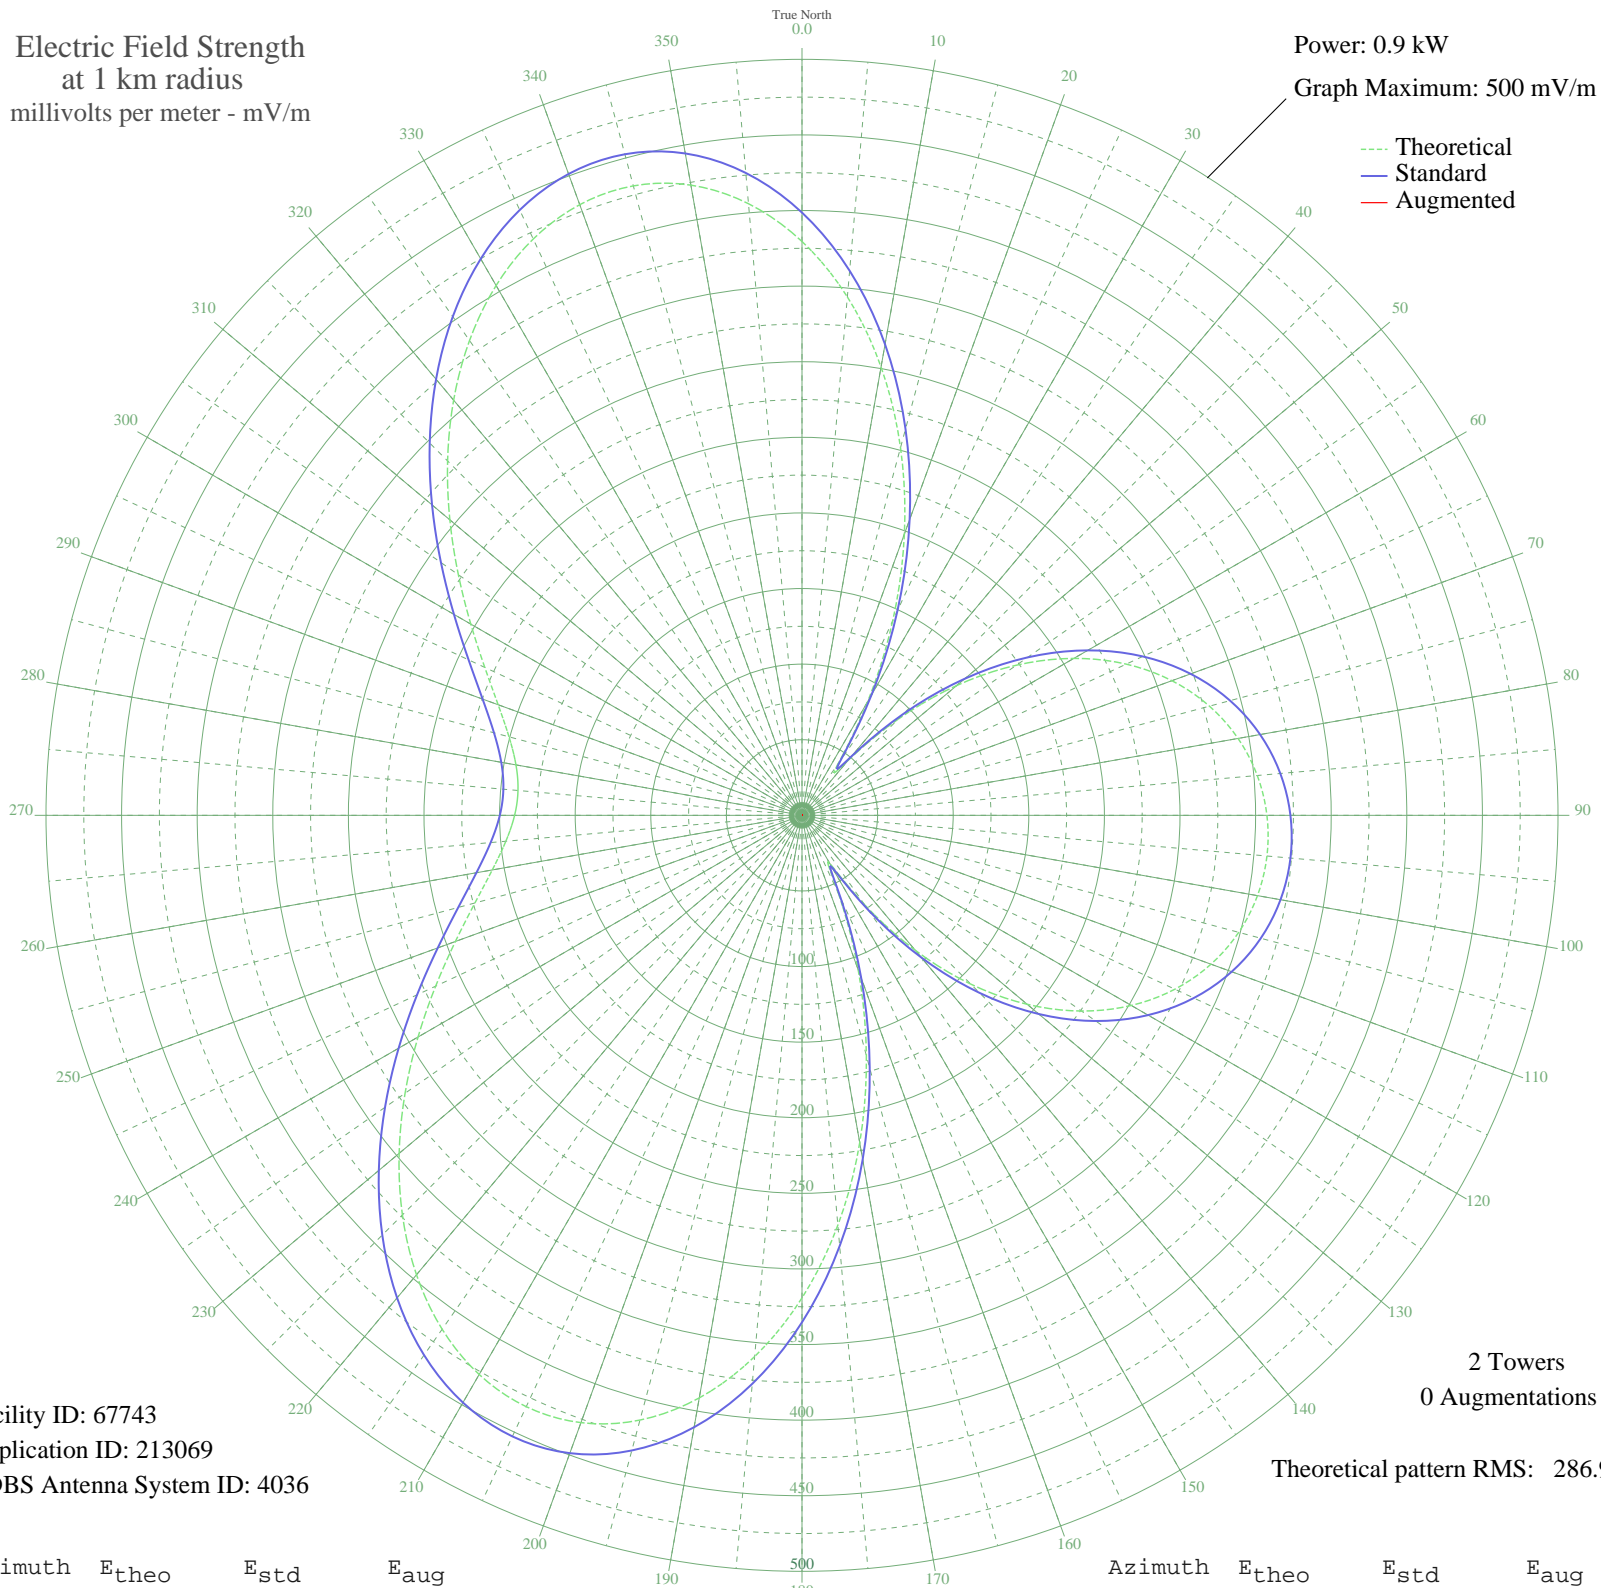 True North
Electric Field Strength
at 1 km radius
millivolts per meter - mV/m
Power: 0.9 kW
Graph Maximum: 500 mV/m
Theoretical
Standard
Augmented
0.0
10
20
30
40
50
60
70
80
90
100
110
120
130
140
150
160
170
190
200
210
220
230
240
250
260
270
280
290
300
310
320
330
340
350
100
150
200
250
300
350
400
450
500
2 Towers
0 Augmentations
Theoretical pattern RMS: 286.9
cility ID: 67743
plication ID: 213069
DBS Antenna System ID: 4036
imuth Etheo Estd Eaug
Azimuth Etheo Estd Eaug